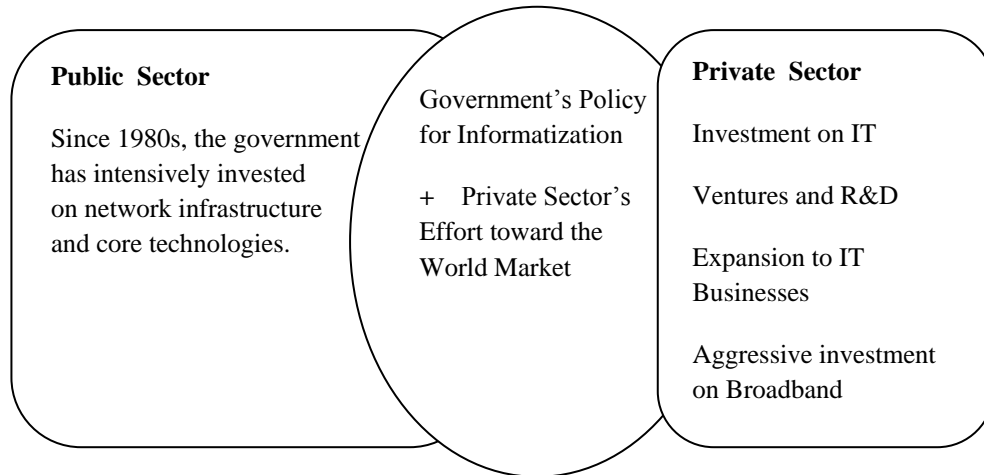 Public Sector
Since 1980s, the government
has intensively invested
on network infrastructure
and core technologies.
Government’s Policy
for Informatization
+ Private Sector’s
Effort toward the
World Market
Private Sector
Investment on IT
Ventures and R&D
Expansion to IT
Businesses
Aggressive investment
on Broadband